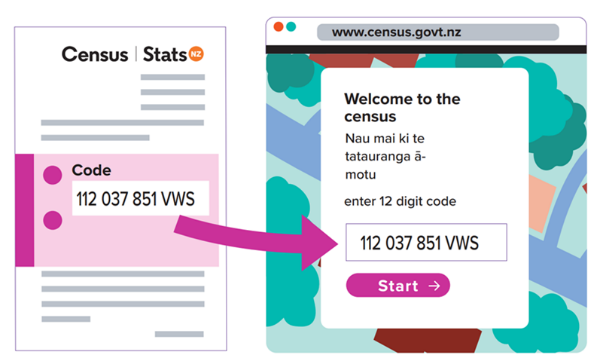 Census | Stats NZ
Code
112 037 851 VWS
www.census.govt.nz
Welcome to the
census
Nau mai ki te
tatauranga ā-
motu
enter 12 digit code
112 037 851 VWS
Start →